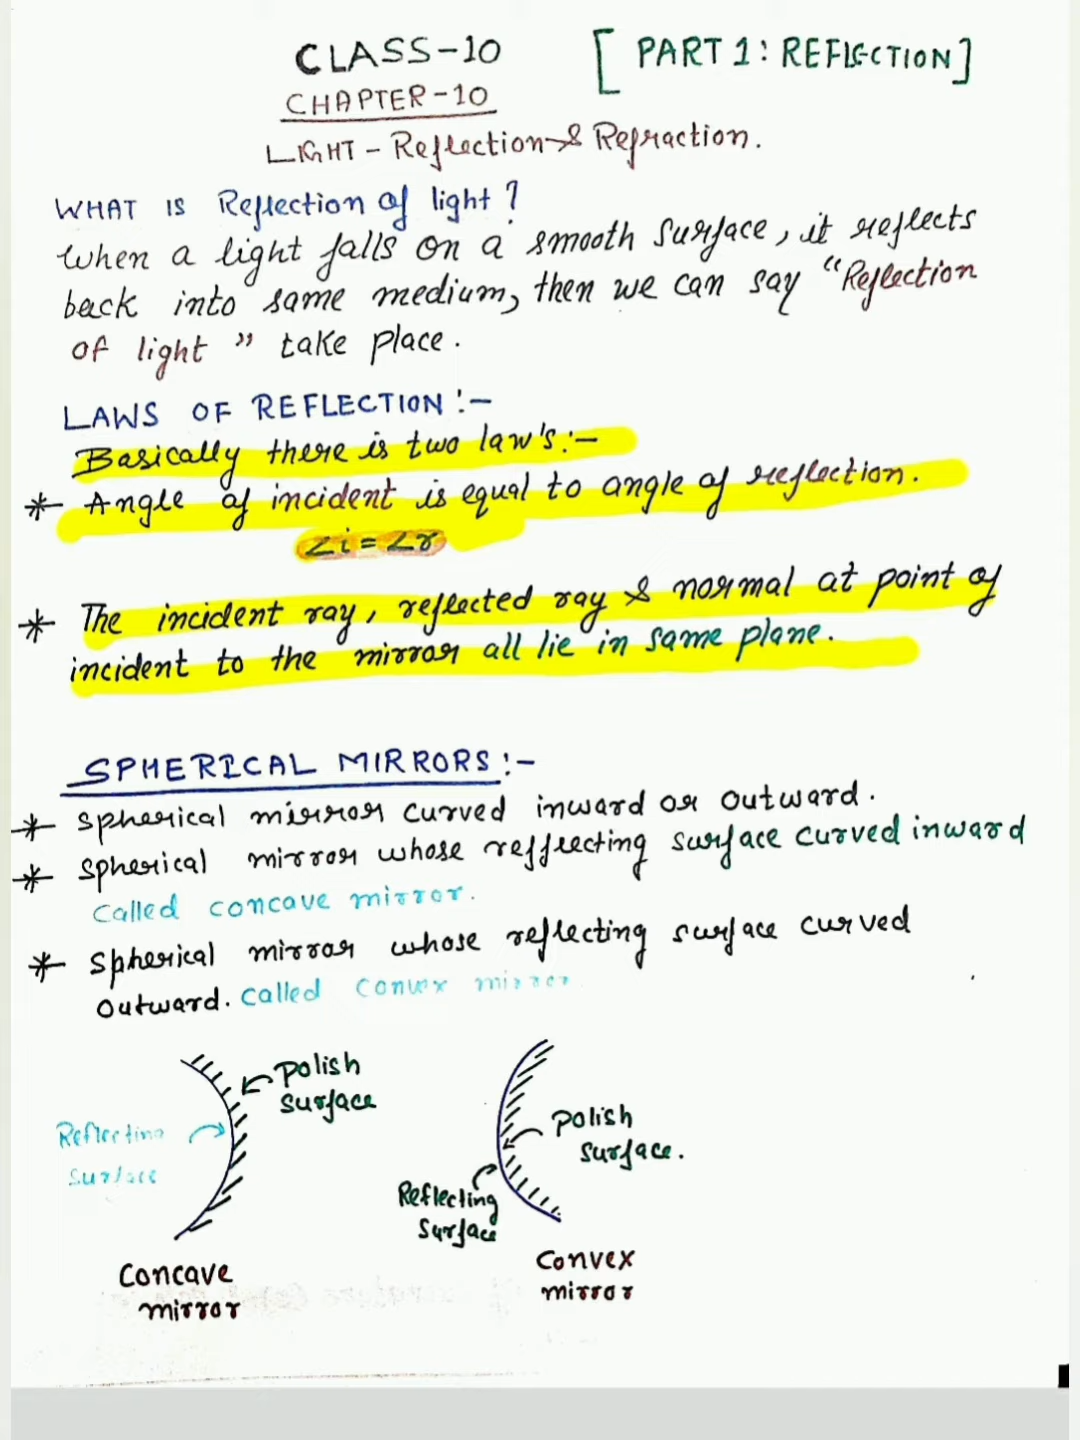 CLASS-10 [PART 1: REFLECTION]
CHAPTER-10
LIGHT - Reflection & Refraction.
WHAT IS Reflection of light?
When a light falls on a smooth surface, it reflects
back into same medium, then we can say "Reflection
of light" take place.
LAWS OF REFLECTION :-
Basically there is two law's :-
* Angle of incident is equal to angle of reflection.
∠i = ∠r
* The incident ray, reflected ray & normal at point of
incident to the mirror all lie in same plane.
SPHERICAL MIRRORS :-
* Spherical mirror curved inward or outward.
* Spherical mirror whose refflecting surface curved inward
Called concave mirror.
* Spherical mirror whose reflecting surface curved
outward. Called Convex mirror
Polish
surface
Reflecting
Surface
Concave
mirror
Polish
surface.
Reflecting
Surface
Convex
mirror